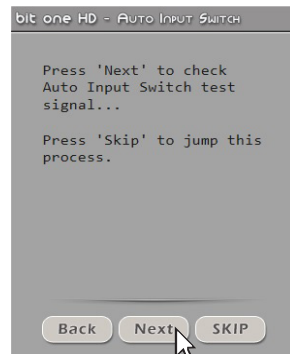 bit one HD - Auto Input Switch
Press 'Next' to check
Auto Input Switch test
signal...
Press 'Skip' to jump this
process.
Back Next SKIP